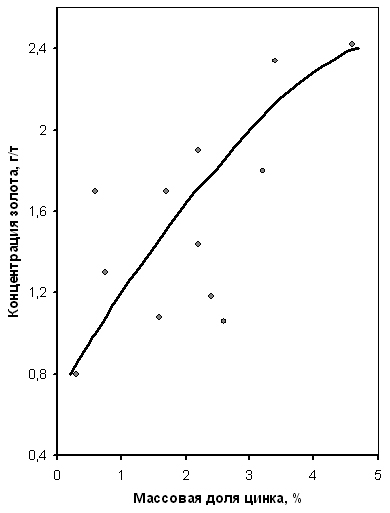 2,4
2
1,6
1,2
0,8
0,4
Концентрация золота, г/т
0 1 2 3 4 5
Массовая доля цинка, %